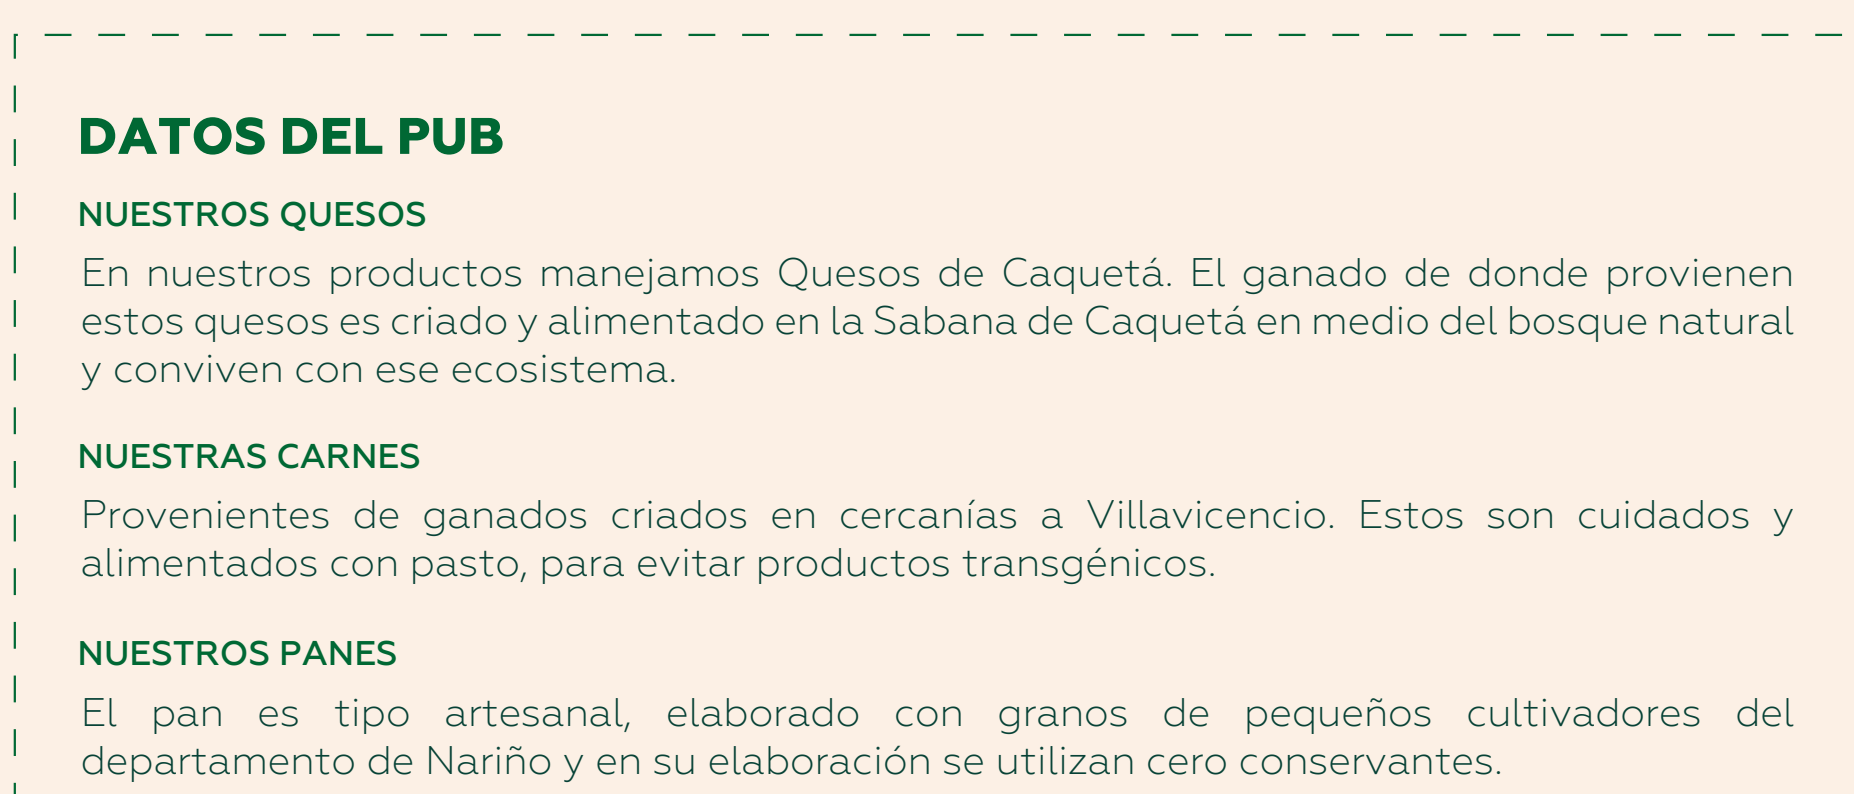 DATOS DEL PUB
NUESTROS QUESOS
En nuestros productos manejamos Quesos de Caquetá. El ganado de donde provienen
estos quesos es criado y alimentado en la Sabana de Caquetá en medio del bosque natural
y conviven con ese ecosistema.
NUESTRAS CARNES
Provenientes de ganados criados en cercanías a Villavicencio. Estos son cuidados y
alimentados con pasto, para evitar productos transgénicos.
NUESTROS PANES
El pan es tipo artesanal, elaborado con granos de pequeños cultivadores del
departamento de Nariño y en su elaboración se utilizan cero conservantes.